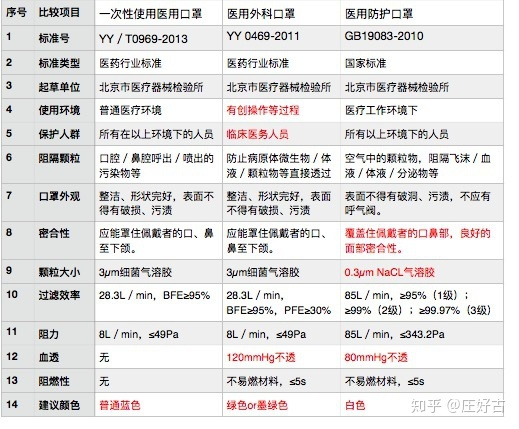 序号 比较项目 一次性使用医用口罩 医用外科口罩 医用防护口罩
1 标准号 YY / T0969-2013 YY 0469-2011 GB19083-2010
2 标准类型 医药行业标准 医药行业标准 国家标准
3 起草单位 北京市医疗器械检验所 北京市医疗器械检验所 北京市医疗器械检验所
4 使用环境 普通医疗环境 有创操作等过程 医疗工作环境下
5 保护人群 所有在以上环境下的人员 临床医务人员 所有以上环境下的人员
6 阻隔颗粒 口腔 / 鼻腔呼出 / 喷出的
污染物等 防止病原体微生物 / 体
液 / 颗粒物等直接透过 空气中的颗粒物，阻隔飞沫 / 血
液 / 体液 / 分泌物等
7 口罩外观 整洁、形状完好，表面不
得有破损、污渍 整洁、形状完好，表面
不得有破损、污渍 表面不得有破洞、污渍，不应有
呼气阀。
8 密合性 应能罩住佩戴者的口、鼻
至下颌。 应能罩住佩戴者的口、
鼻至下颌。 覆盖住佩戴者的口鼻部，良好的
面部密合性。
9 颗粒大小 3μm细菌气溶胶 3μm细菌气溶胶 0.3μm NaCL气溶胶
10 过滤效率 28.3L / min，BFE≥95% 28.3L / min，
BFE≥95%，PFE≥30% 85L / min，≥95%（1级）；
≥99%（2级）；≥99.97%（3级）
11 阻力 8L / min，≤49Pa 8L / min，≤49Pa 85L / min，≤343.2Pa
12 血透 无 120mmHg不透 80mmHg不透
13 阻燃性 无 不易燃材料，≤5s 不易燃材料，≤5s
14 建议颜色 普通蓝色 绿色or墨绿色 白色
知乎 @庄好古